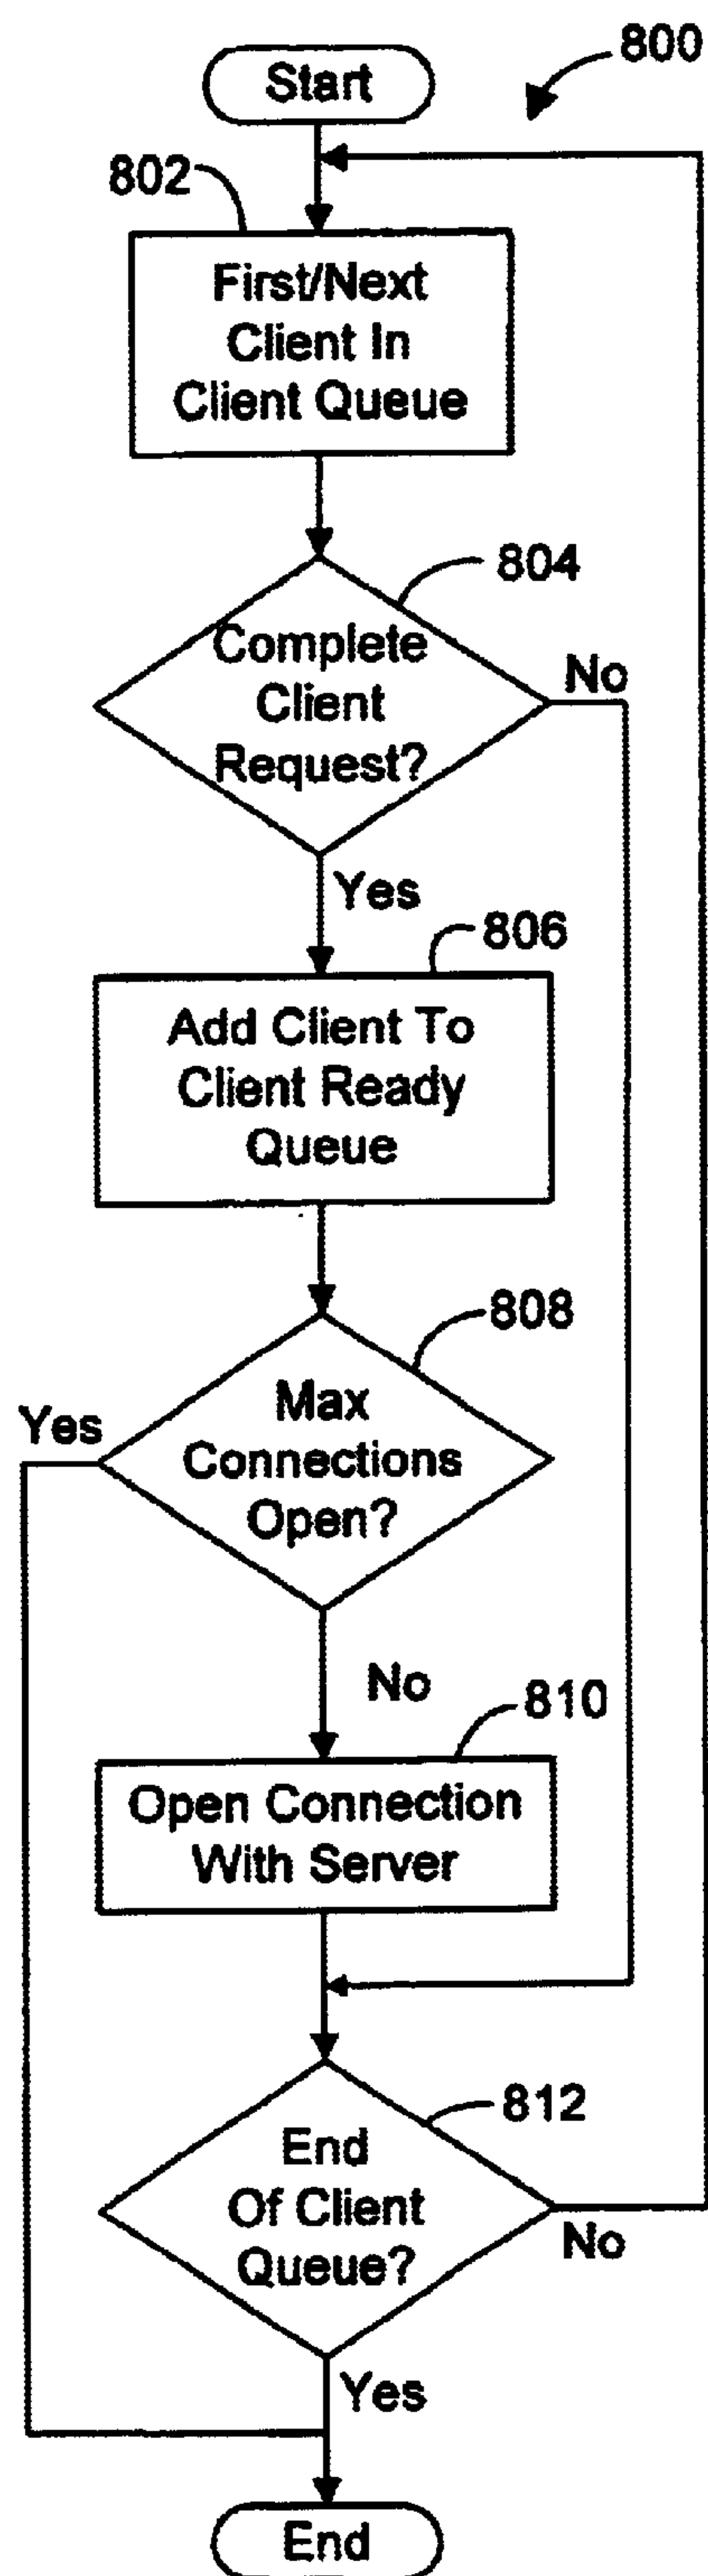 800
Start
802
First/Next
Client In
Client Queue
804
Complete
Client
Request?
No
Yes
806
Add Client To
Client Ready
Queue
808
Max
Connections
Open?
Yes
No
810
Open Connection
With Server
812
End
Of Client
Queue?
No
Yes
End